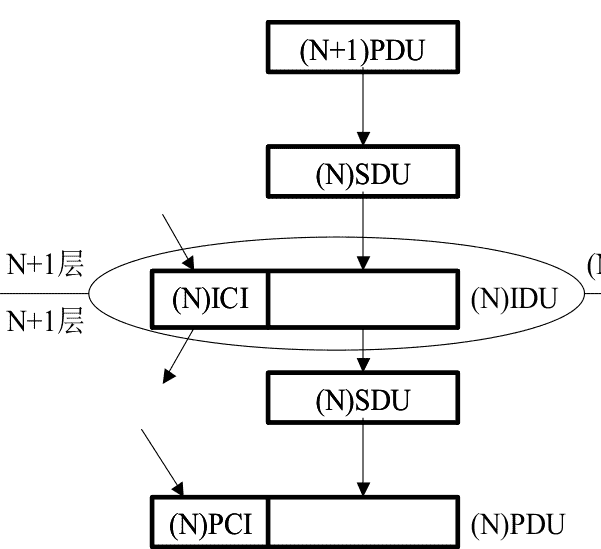 (N+1)PDU
(N)SDU
N+1层
(N
(N)ICI
(N)IDU
N+1层
(N)SDU
(N)PCI
(N)PDU